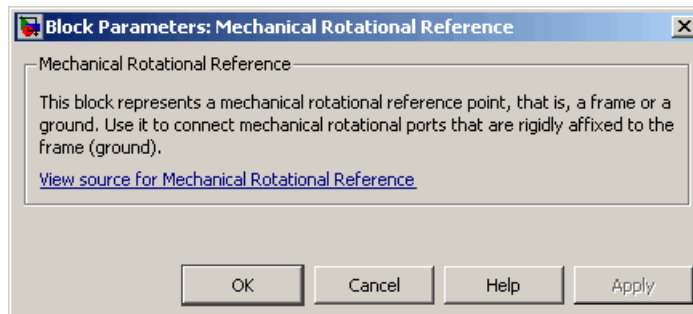 Block Parameters: Mechanical Rotational Reference
Mechanical Rotational Reference
This block represents a mechanical rotational reference point, that is, a frame or a
ground. Use it to connect mechanical rotational ports that are rigidly affixed to the
frame (ground).
View source for Mechanical Rotational Reference
OK Cancel Help Apply